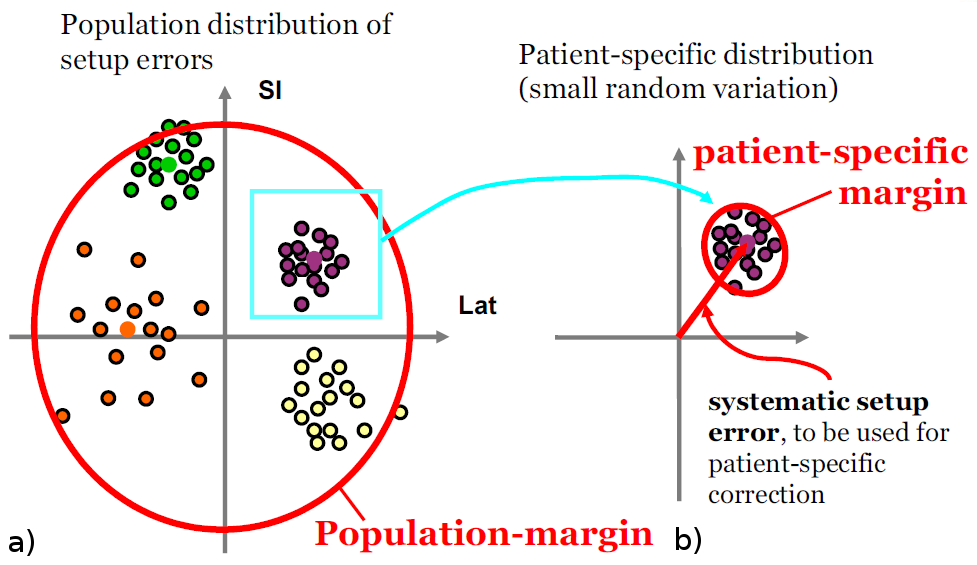 Population distribution of
setup errors
SI
Lat
Population-margin
a)
Patient-specific distribution
(small random variation)
patient-specific
margin
systematic setup
error, to be used for
patient-specific
correction
b)